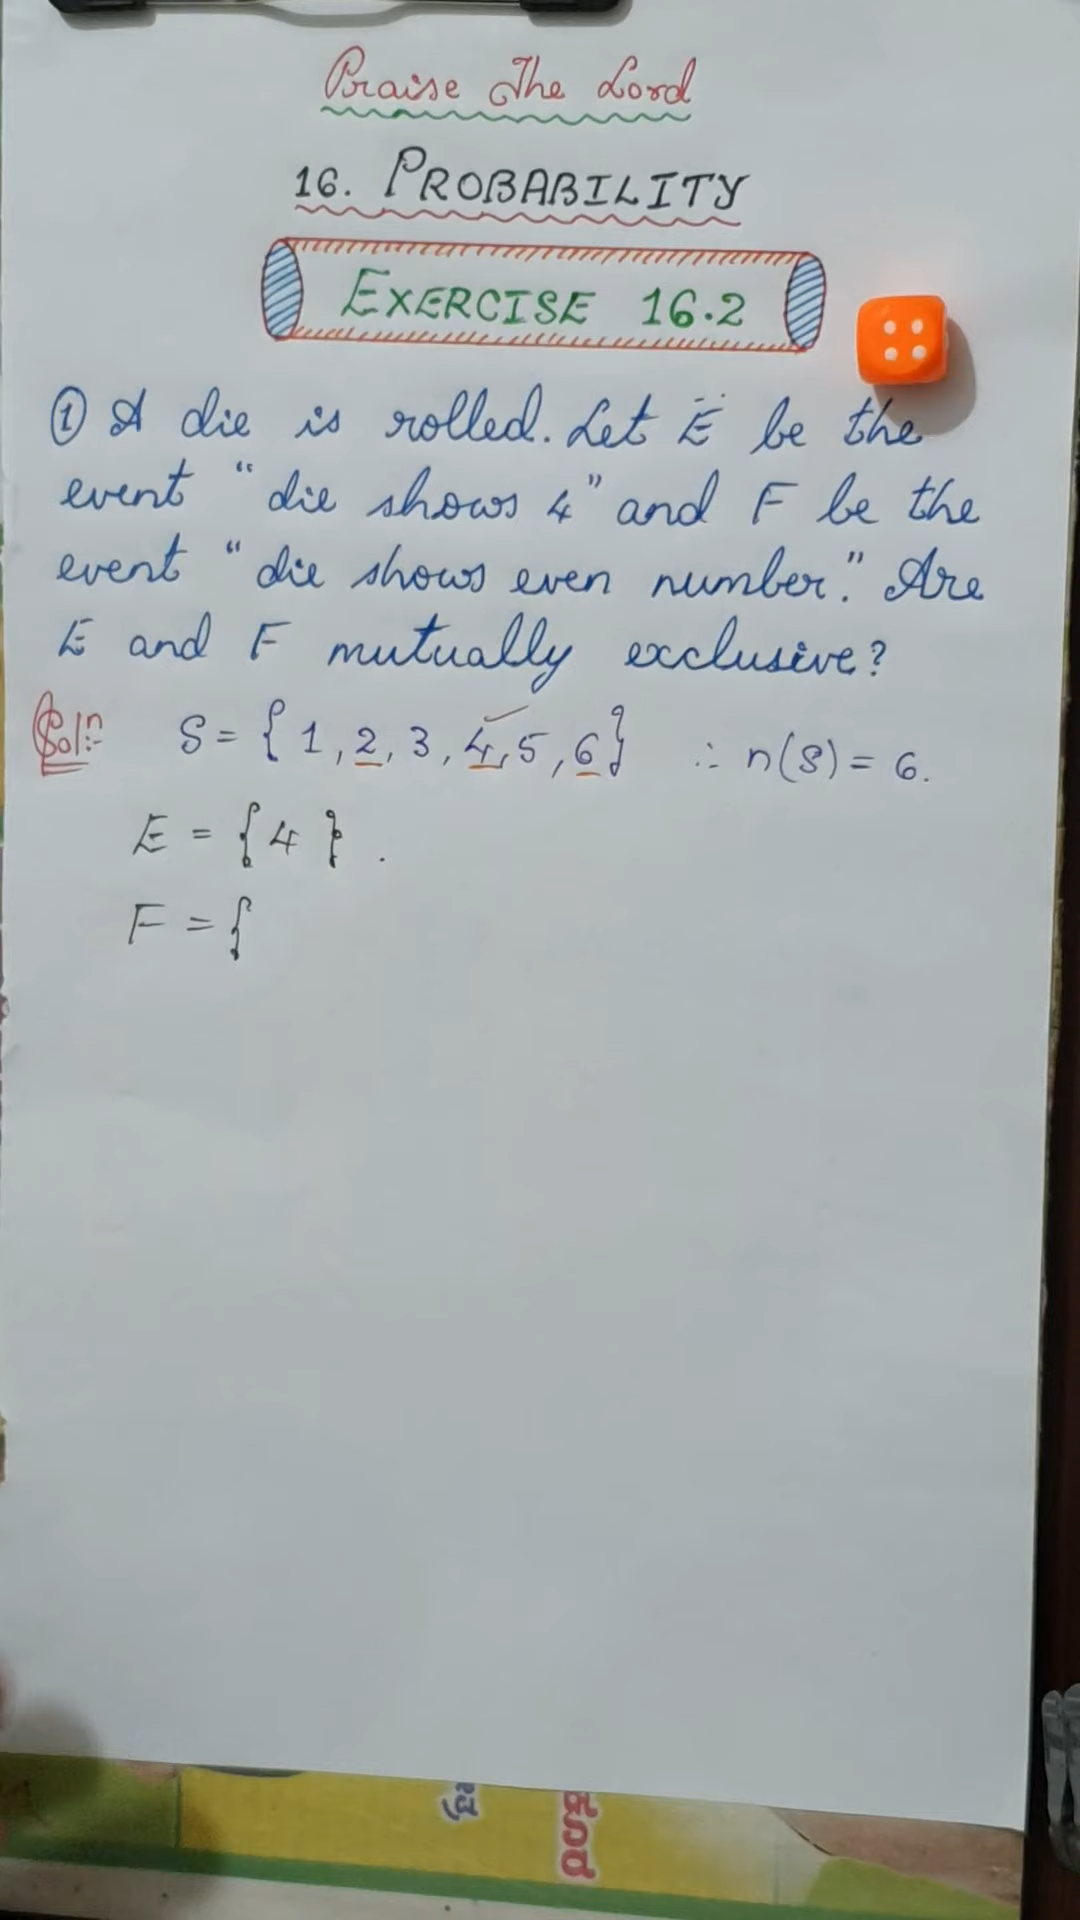 Praise The Lord
16. PROBABILITY
EXERCISE 16.2
① A die is rolled. Let E be the
event "die shows 4" and F be the
event "die shows even number." Are
E and F mutually exclusive?
Solⁿ:- S = { 1, 2, 3, 4, 5, 6 } ∴ n(S) = 6.
E = { 4 } .
F = {